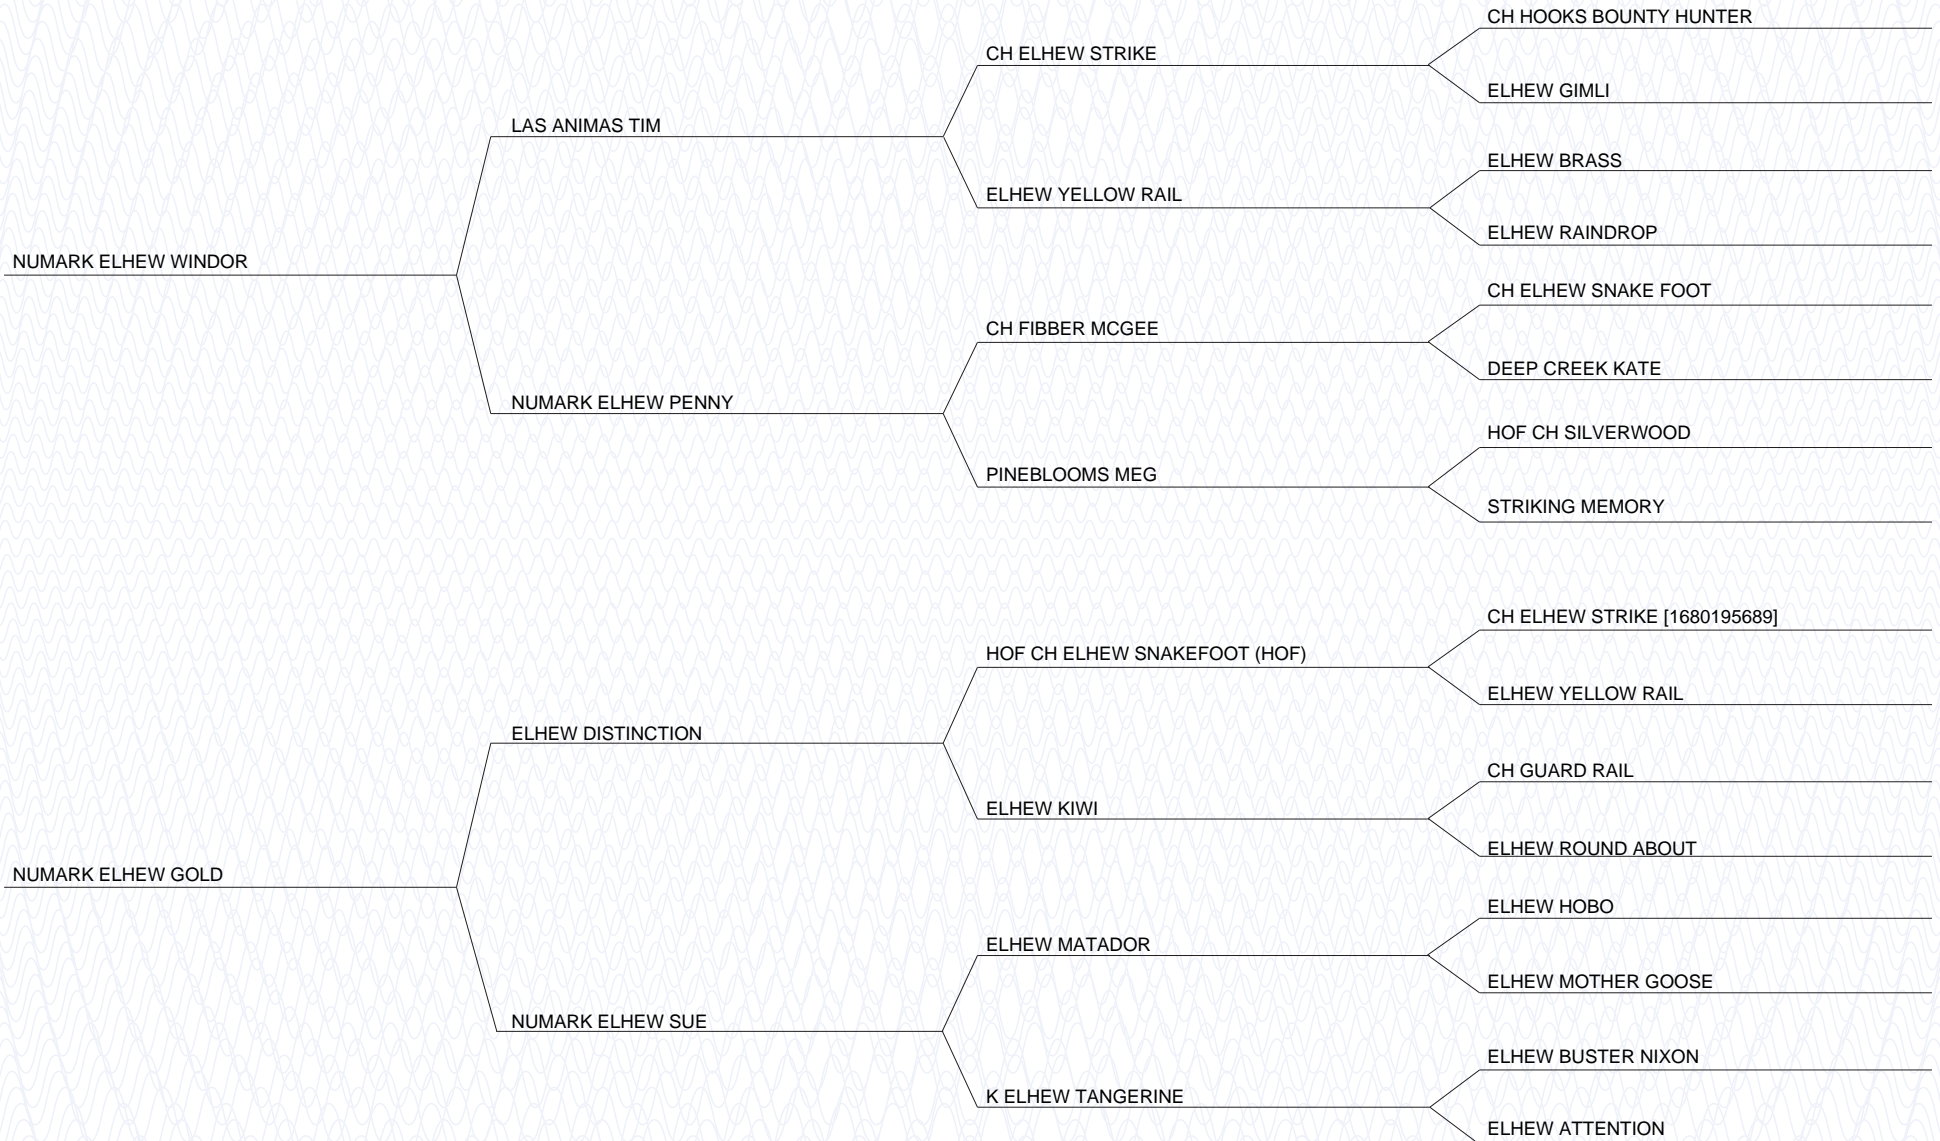 CH HOOKS BOUNTY HUNTER
CH ELHEW STRIKE
ELHEW GIMLI
LAS ANIMAS TIM
ELHEW BRASS
ELHEW YELLOW RAIL
ELHEW RAINDROP
NUMARK ELHEW WINDOR
CH ELHEW SNAKE FOOT
CH FIBBER MCGEE
DEEP CREEK KATE
NUMARK ELHEW PENNY
HOF CH SILVERWOOD
PINEBLOOMS MEG
STRIKING MEMORY
CH ELHEW STRIKE [1680195689]
HOF CH ELHEW SNAKEFOOT (HOF)
ELHEW YELLOW RAIL
ELHEW DISTINCTION
CH GUARD RAIL
ELHEW KIWI
ELHEW ROUND ABOUT
NUMARK ELHEW GOLD
ELHEW HOBO
ELHEW MATADOR
ELHEW MOTHER GOOSE
NUMARK ELHEW SUE
ELHEW BUSTER NIXON
K ELHEW TANGERINE
ELHEW ATTENTION